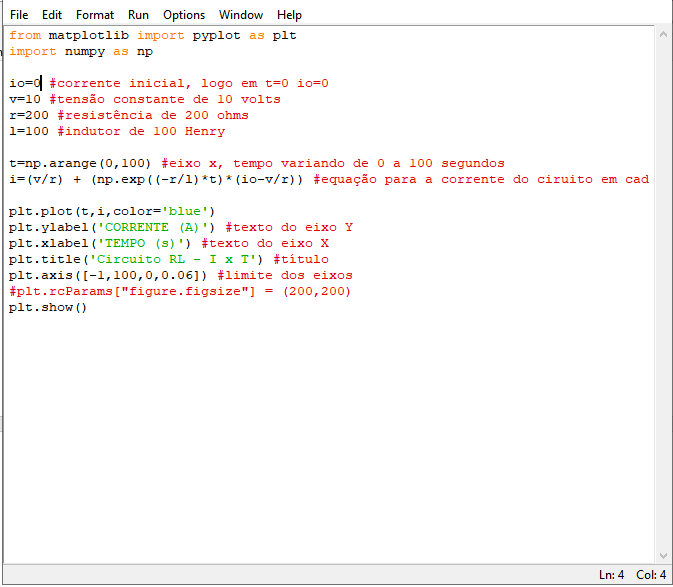 File Edit Format Run Options Window Help
from matplotlib import pyplot as plt
import numpy as np
io=0 #corrente inicial, logo em t=0 io=0
v=10 #tensão constante de 10 volts
r=200 #resistência de 200 ohms
l=100 #indutor de 100 Henry
t=np.arange(0,100) #eixo x, tempo variando de 0 a 100 segundos
i=(v/r) + (np.exp((-r/l)*t)*(io-v/r)) #equação para a corrente do ciruito em cad
plt.plot(t,i,color='blue')
plt.ylabel('CORRENTE (A)') #texto do eixo Y
plt.xlabel('TEMPO (s)') #texto do eixo X
plt.title('Circuito RL - I x T') #título
plt.axis([-1,100,0,0.06]) #limite dos eixos
#plt.rcParams["figure.figsize"] = (200,200)
plt.show()
Ln: 4 Col: 4